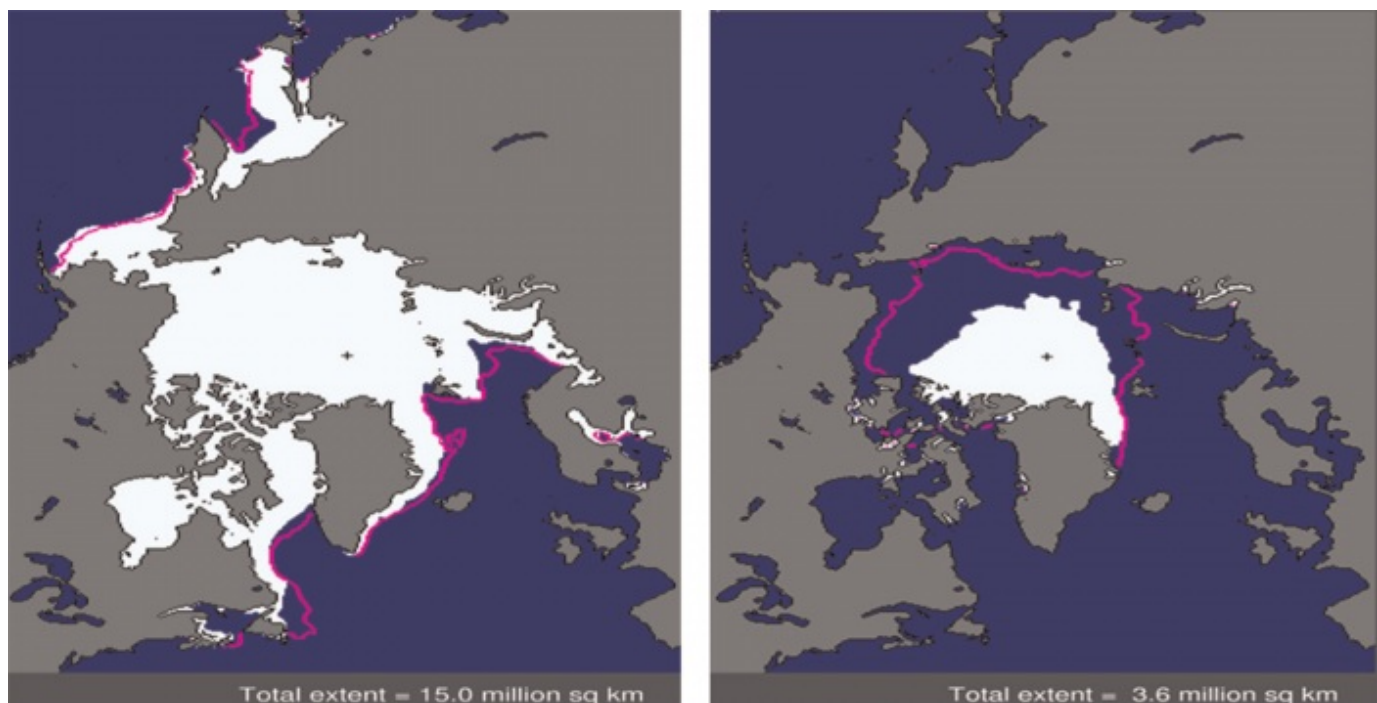 Total extent = 15.0 million sq km
Total extent = 3.6 million sq km